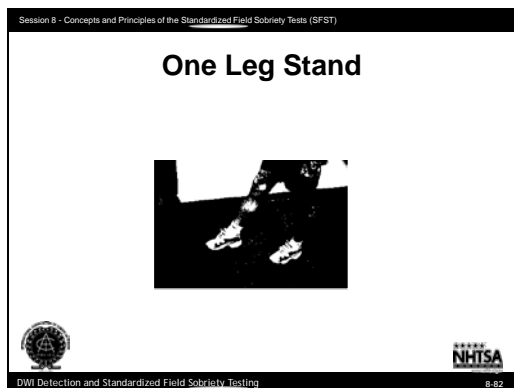 Session 8 - Concepts and Principles of the Standardized Field Sobriety Tests (SFST)
One Leg Stand
NHTSA
DWI Detection and Standardized Field Sobriety Testing
8-82